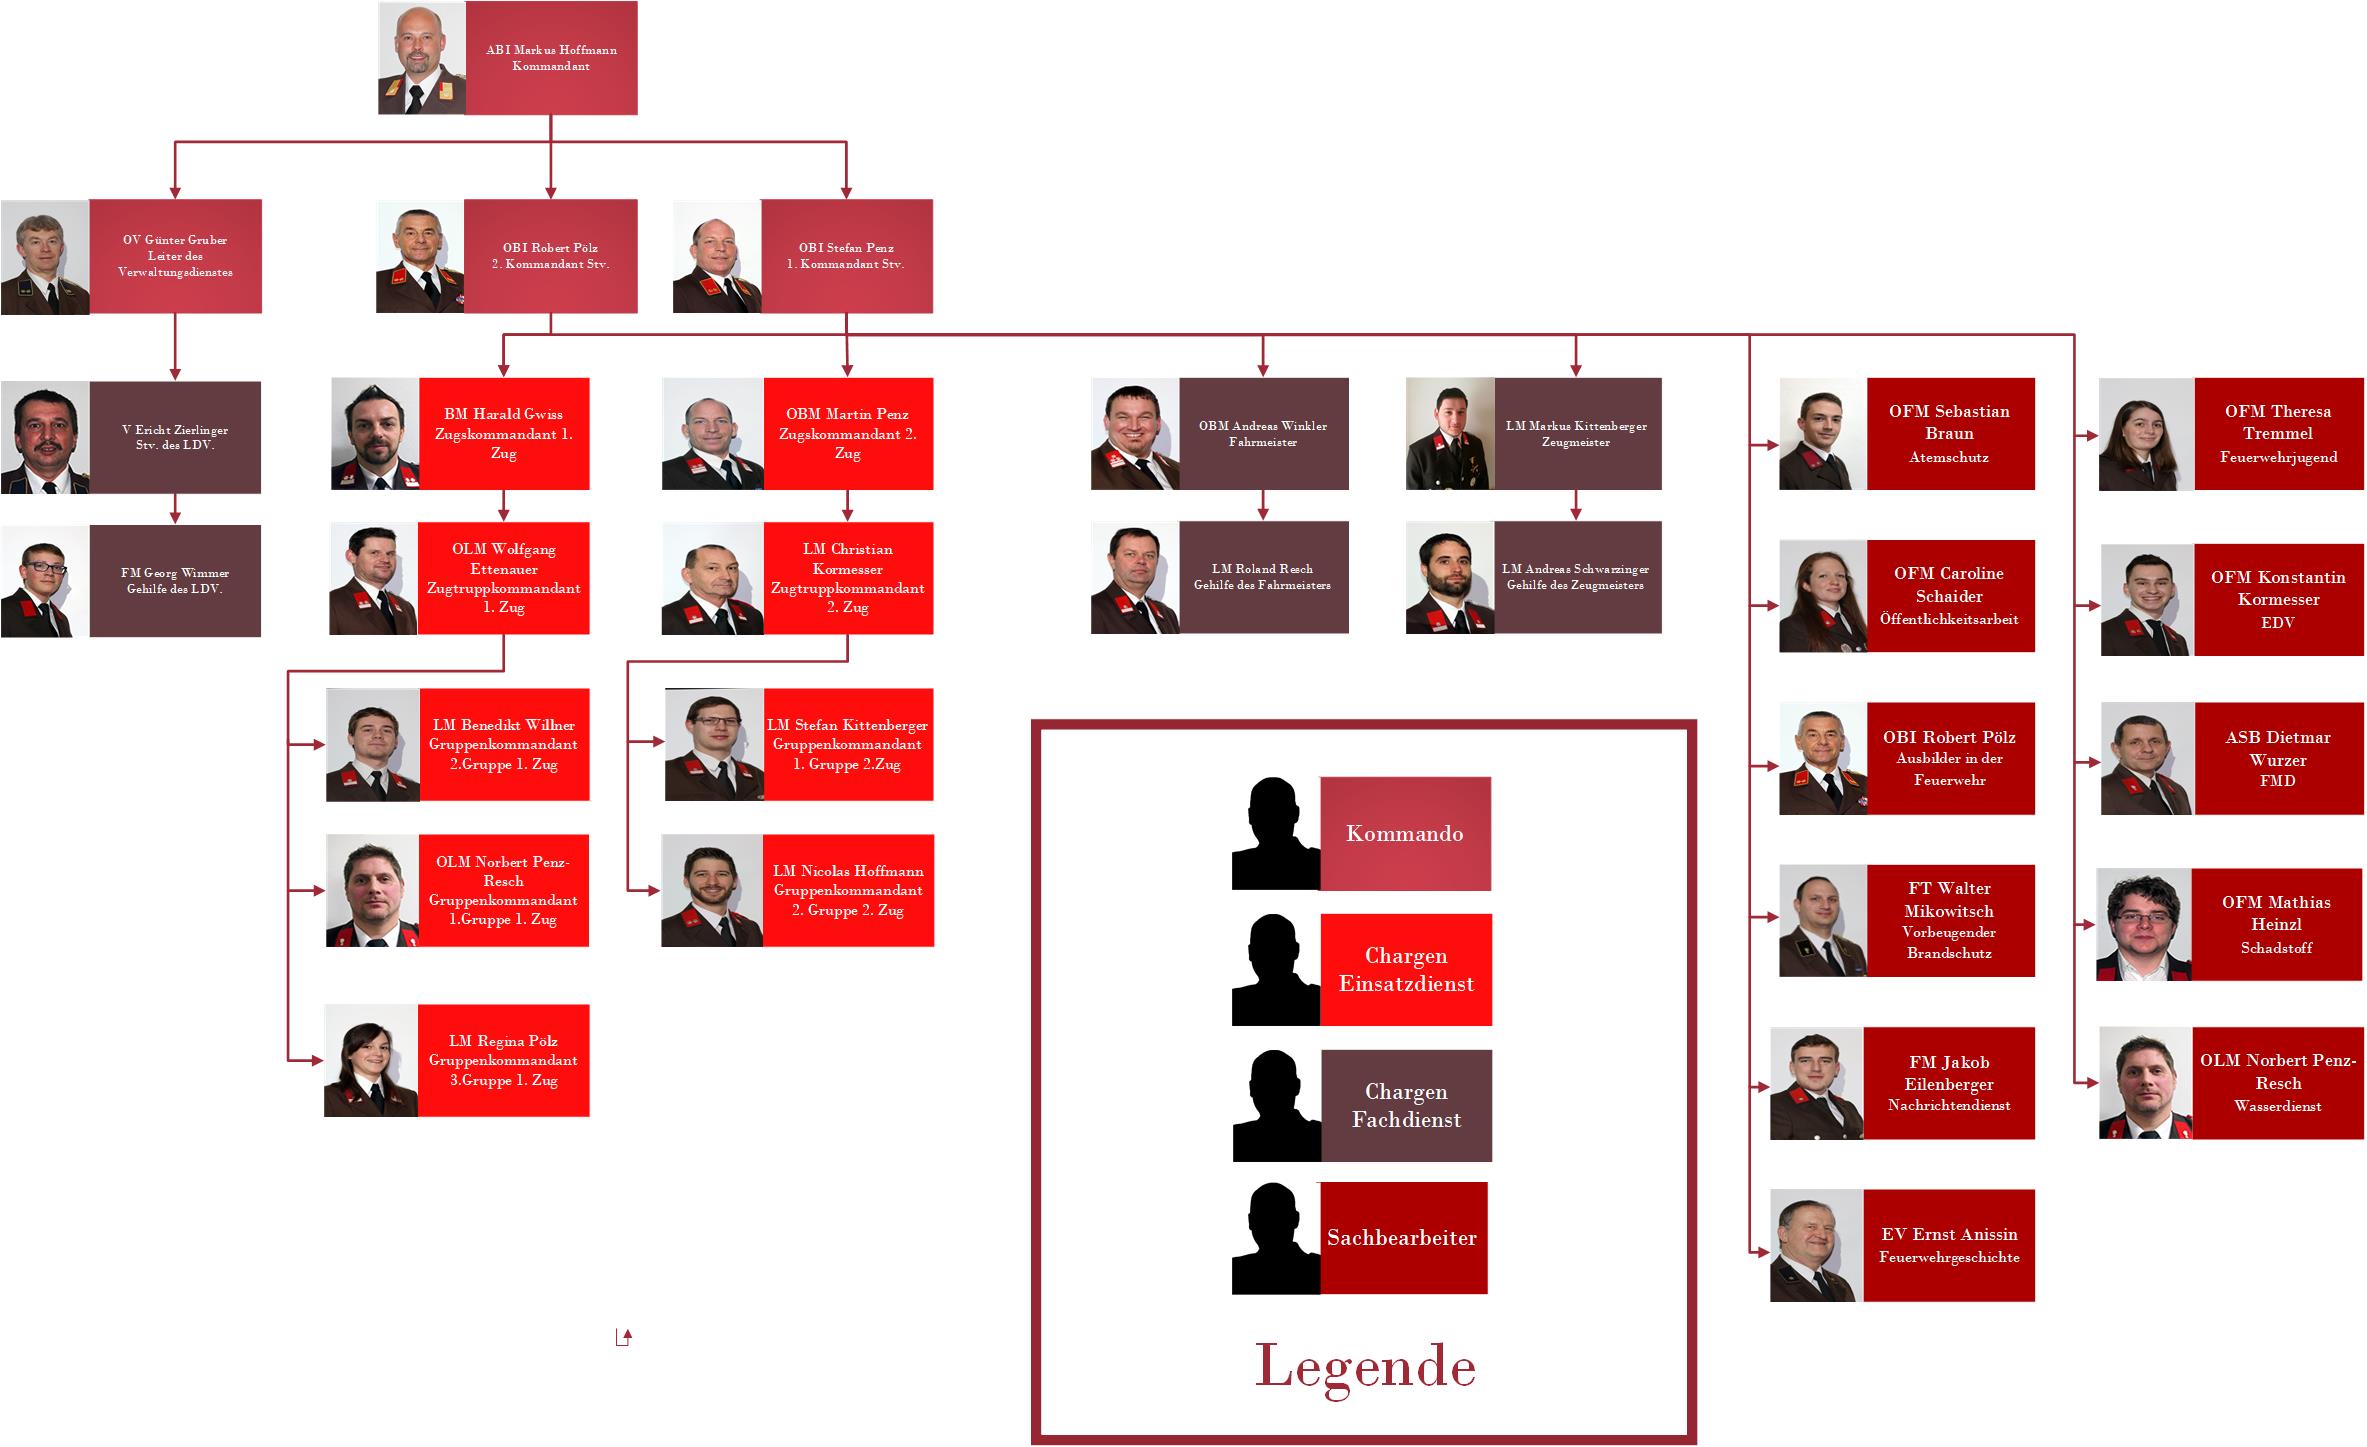 ABI Markus Hoffmann
Kommandant
OV Günter Gruber
Leiter des
Verwaltungsdienstes
OBI Robert Pölz
2. Kommandant Stv.
OBI Stefan Penz
1. Kommandant Stv.
V Ericht Zierlinger
Stv. des LDV.
FM Georg Wimmer
Gehilfe des LDV.
BM Harald Gwiss
Zugskommandant 1.
Zug
OLM Wolfgang
Ettenauer
Zugtruppkommandant
1. Zug
LM Benedikt Willner
Gruppenkommandant
2.Gruppe 1. Zug
OLM Norbert Penz-
Resch
Gruppenkommandant
1.Gruppe 1. Zug
LM Regina Pölz
Gruppenkommandant
3.Gruppe 1. Zug
OBM Martin Penz
Zugskommandant 2.
Zug
LM Christian
Kormesser
Zugtruppkommandant
2. Zug
LM Stefan Kittenberger
Gruppenkommandant
1. Gruppe 2.Zug
LM Nicolas Hoffmann
Gruppenkommandant
2. Gruppe 2. Zug
OBM Andreas Winkler
Fahrmeister
LM Roland Resch
Gehilfe des Fahrmeisters
LM Markus Kittenberger
Zeugmeister
LM Andreas Schwarzinger
Gehilfe des Zeugmeisters
OFM Sebastian
Braun
Atemschutz
OFM Caroline
Schaider
Öffentlichkeitsarbeit
OBI Robert Pölz
Ausbilder in der
Feuerwehr
FT Walter
Mikowitsch
Vorbeugender
Brandschutz
FM Jakob
Eilenberger
Nachrichtendienst
EV Ernst Anissin
Feuerwehrgeschichte
OFM Theresa
Tremmel
Feuerwehrjugend
OFM Konstantin
Kormesser
EDV
ASB Dietmar
Wurzer
FMD
OFM Mathias
Heinzl
Schadstoff
OLM Norbert Penz-
Resch
Wasserdienst
Kommando
Chargen
Einsatzdienst
Chargen
Fachdienst
Sachbearbeiter
Legende